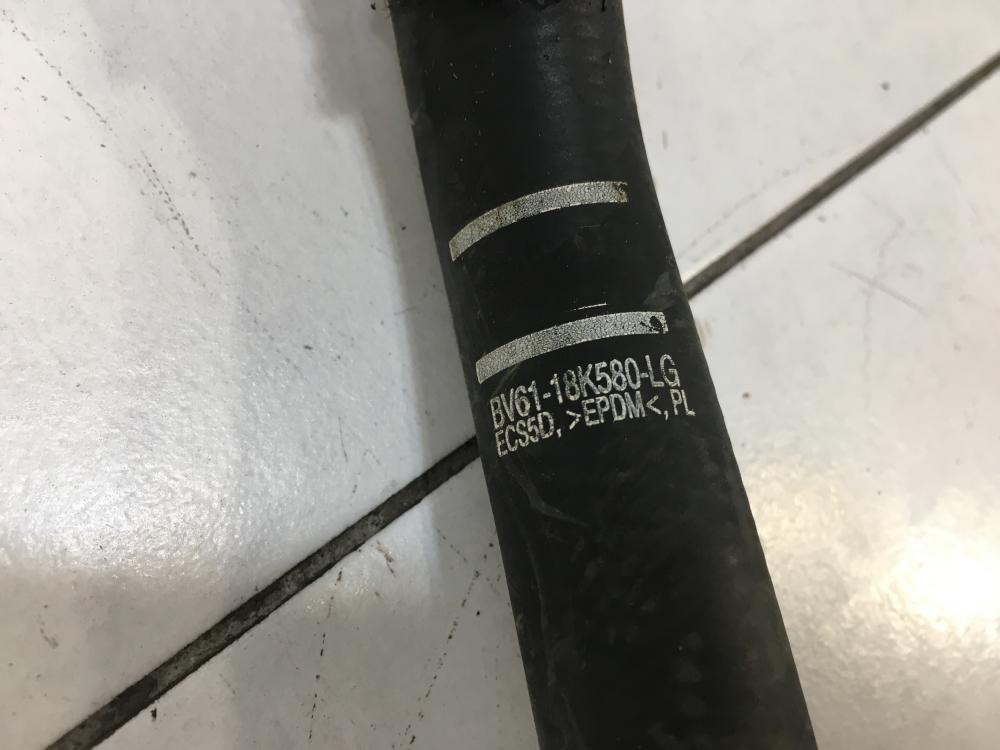 BV61-18K580-LG
ECS5D, >EPDM<, PL